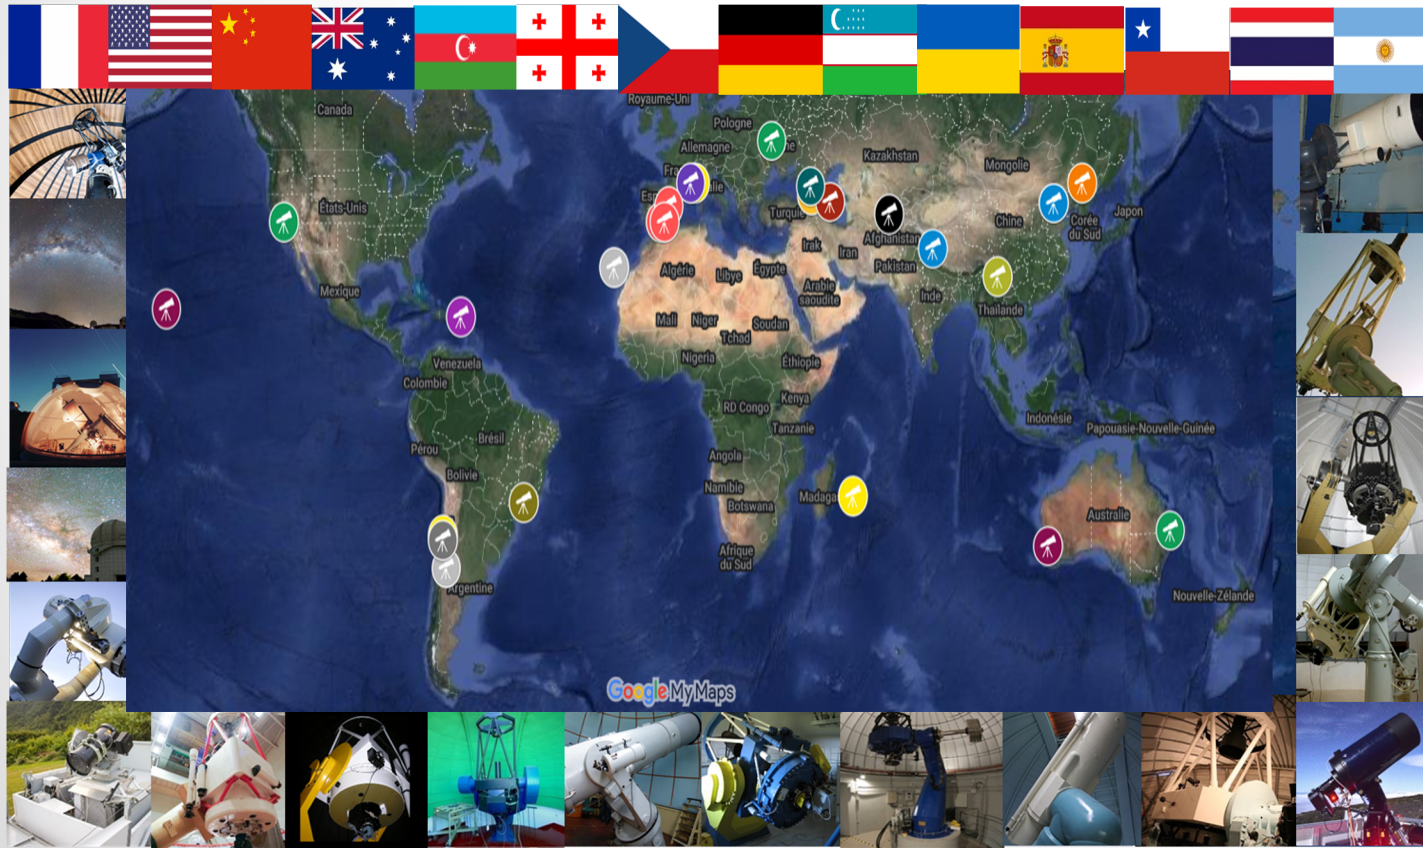 Royaume-Uni
Canada
Pologne
Allemagne
Kazakhstan
Mongolie
États-Unis
Turquie
Chine
Corée
du Sud
Japon
Irak
Iran
Afghanistan
Pakistan
Algérie
Libye
Égypte
Arabie
saoudite
Inde
Mexique
Thaïlande
Mali
Niger
Tchad
Soudan
Nigeria
Éthiopie
Venezuela
Colombie
RD Congo
Kenya
Tanzanie
Indonésie
Papouasie-Nouvelle-Guinée
Pérou
Brésil
Bolivie
Angola
Namibie
Botswana
Madaga
Australie
Afrique
du Sud
Argentine
Nouvelle-Zélande
Google My Maps